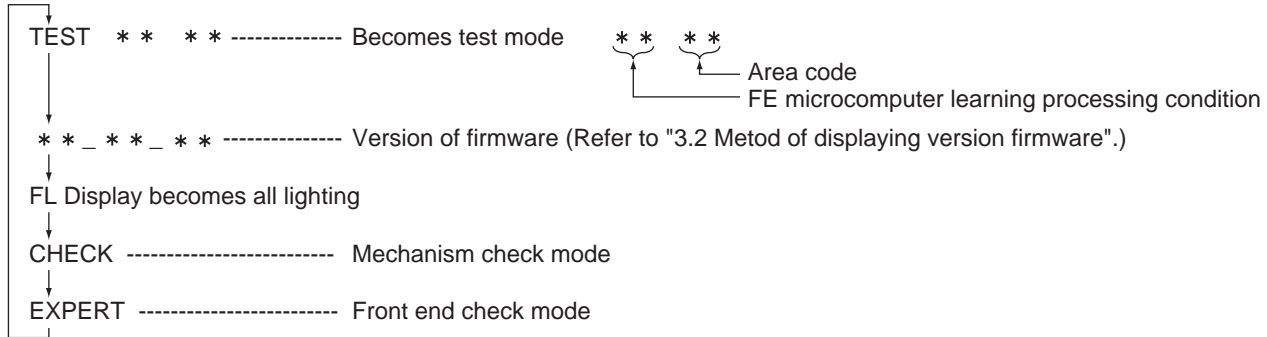 TEST ** ** -------------- Becomes test mode ** **
Area code
FE microcomputer learning processing condition
**_**_** --------------- Version of firmware (Refer to "3.2 Metod of displaying version firmware".)
FL Display becomes all lighting
CHECK -------------------------- Mechanism check mode
EXPERT ------------------------- Front end check mode